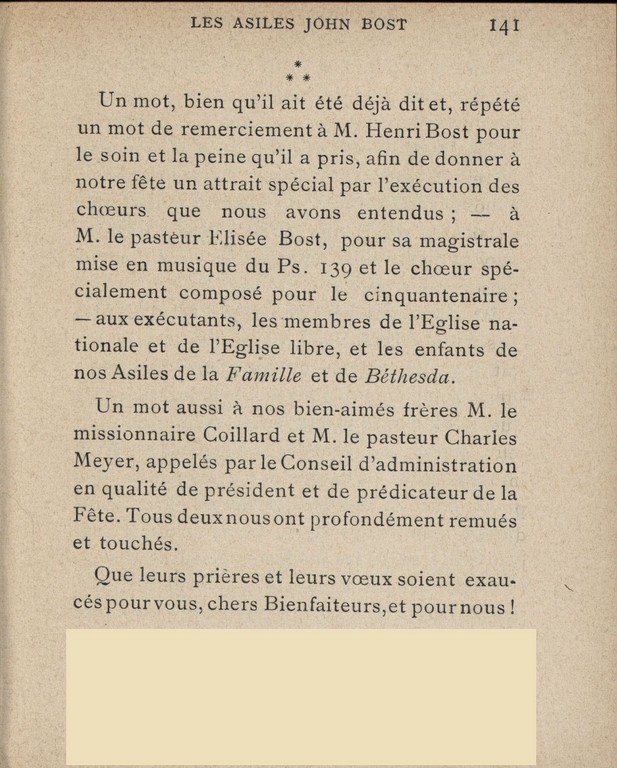 LES ASILES JOHN BOST 141
*
* *
Un mot, bien qu'il ait été déjà dit et, répété
un mot de remerciement à M. Henri Bost pour
le soin et la peine qu'il a pris, afin de donner à
notre fête un attrait spécial par l'exécution des
chœurs que nous avons entendus ; — à
M. le pasteur Elisée Bost, pour sa magistrale
mise en musique du Ps. 139 et le chœur spé-
cialement composé pour le cinquantenaire ;
— aux exécutants, les membres de l'Eglise na-
tionale et de l'Eglise libre, et les enfants de
nos Asiles de la Famille et de Béthesda.
Un mot aussi à nos bien-aimés frères M. le
missionnaire Coillard et M. le pasteur Charles
Meyer, appelés par le Conseil d'administration
en qualité de président et de prédicateur de la
Fête. Tous deux nous ont profondément remués
et touchés.
Que leurs prières et leurs vœux soient exau-
cés pour vous, chers Bienfaiteurs, et pour nous !